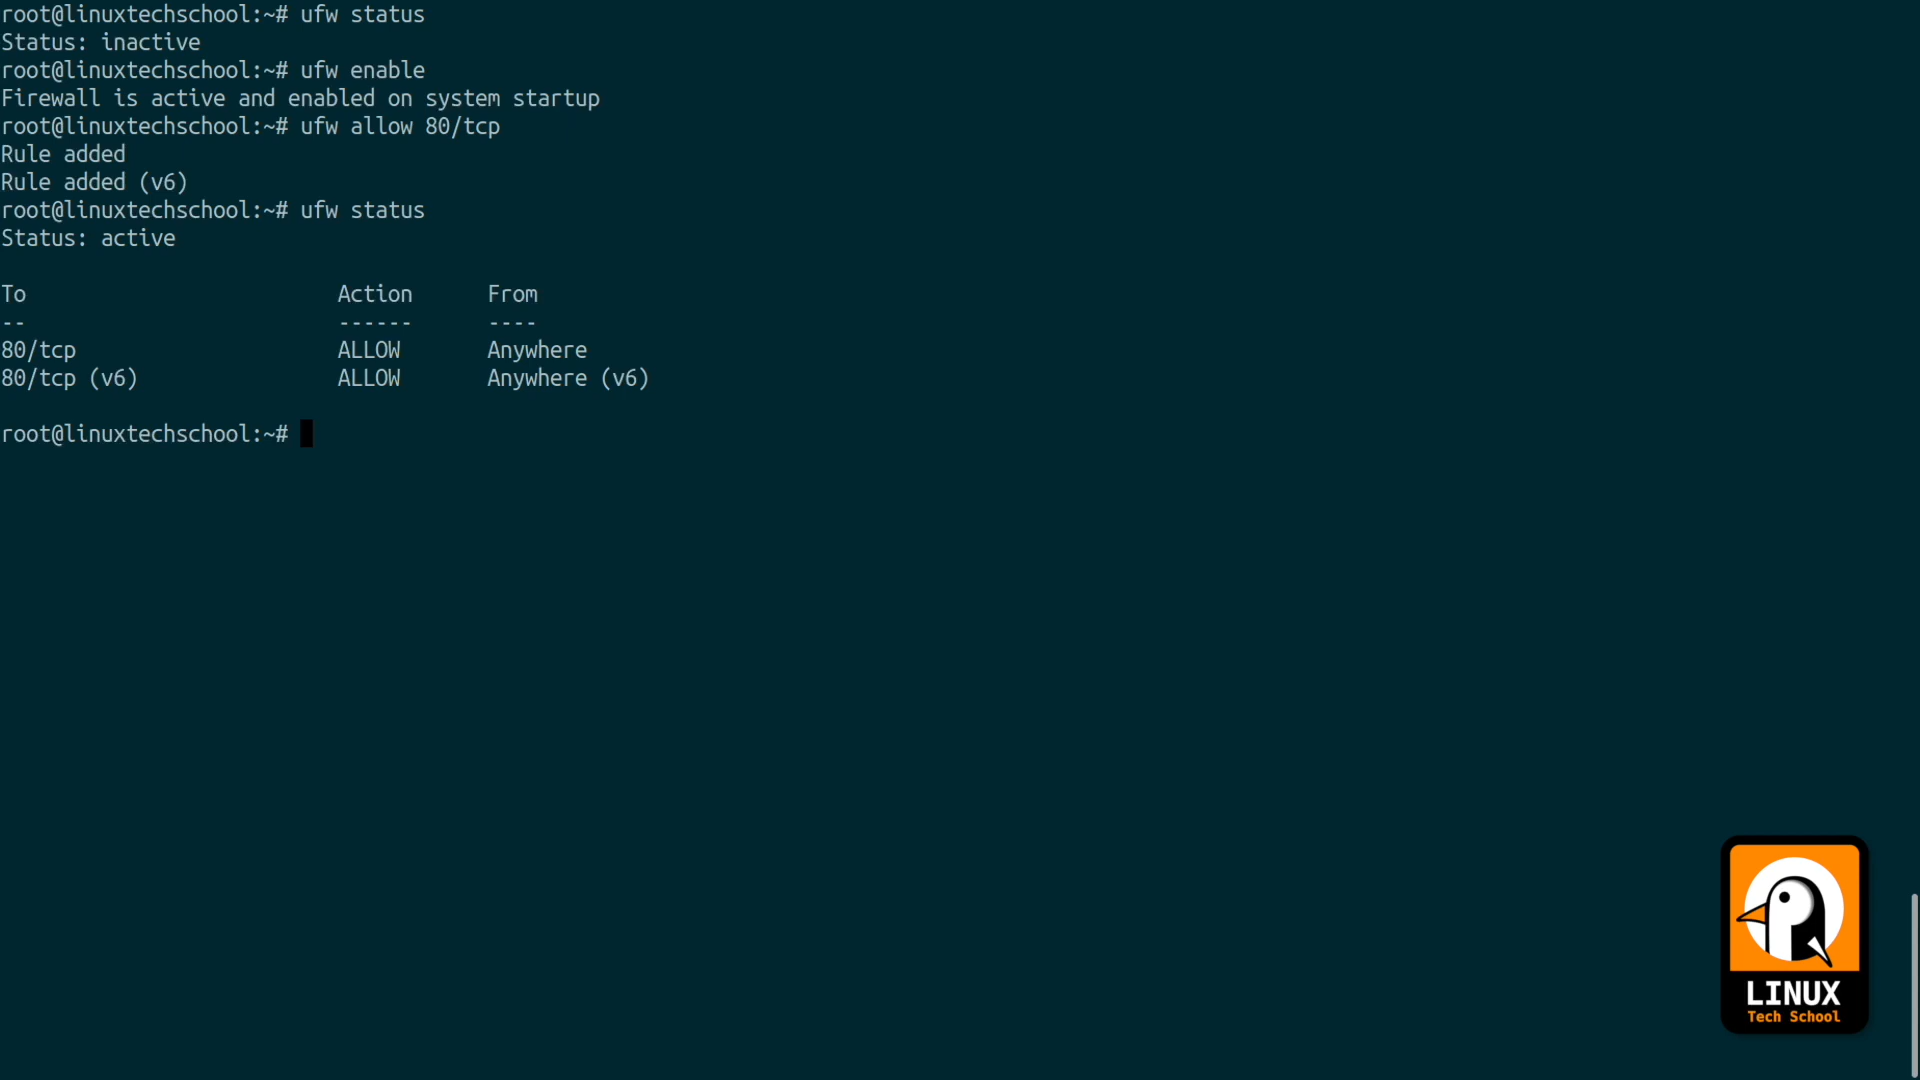 root@linuxtechschool:~# ufw status
Status: inactive
root@linuxtechschool:~# ufw enable
Firewall is active and enabled on system startup
root@linuxtechschool:~# ufw allow 80/tcp
Rule added
Rule added (v6)
root@linuxtechschool:~# ufw status
Status: active
To                         Action      From
--                         ------      ----
80/tcp                     ALLOW       Anywhere
80/tcp (v6)                ALLOW       Anywhere (v6)
root@linuxtechschool:~#
LINUX
Tech School